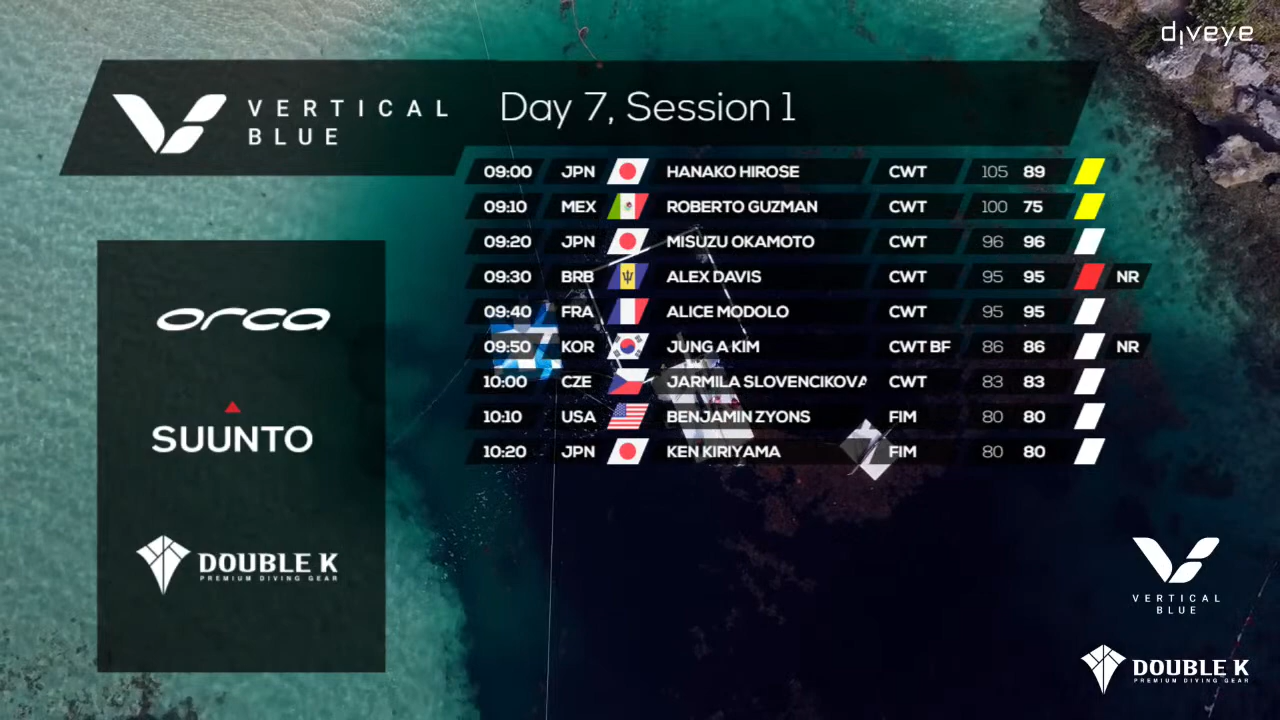 diveye
VERTICAL
BLUE
Day 7, Session 1
09:00 JPN HANAKO HIROSE CWT 105 89
09:10 MEX ROBERTO GUZMAN CWT 100 75
09:20 JPN MISUZU OKAMOTO CWT 96 96
09:30 BRB ALEX DAVIS CWT 95 95 NR
09:40 FRA ALICE MODOLO CWT 95 95
09:50 KOR JUNG A KIM CWT BF 86 86 NR
10:00 CZE JARMILA SLOVENCIKOVA CWT 83 83
10:10 USA BENJAMIN ZYONS FIM 80 80
10:20 JPN KEN KIRIYAMA FIM 80 80
orca
SUUNTO
DOUBLE K
PREMIUM DIVING GEAR
VERTICAL
BLUE
DOUBLE K
PREMIUM DIVING GEAR